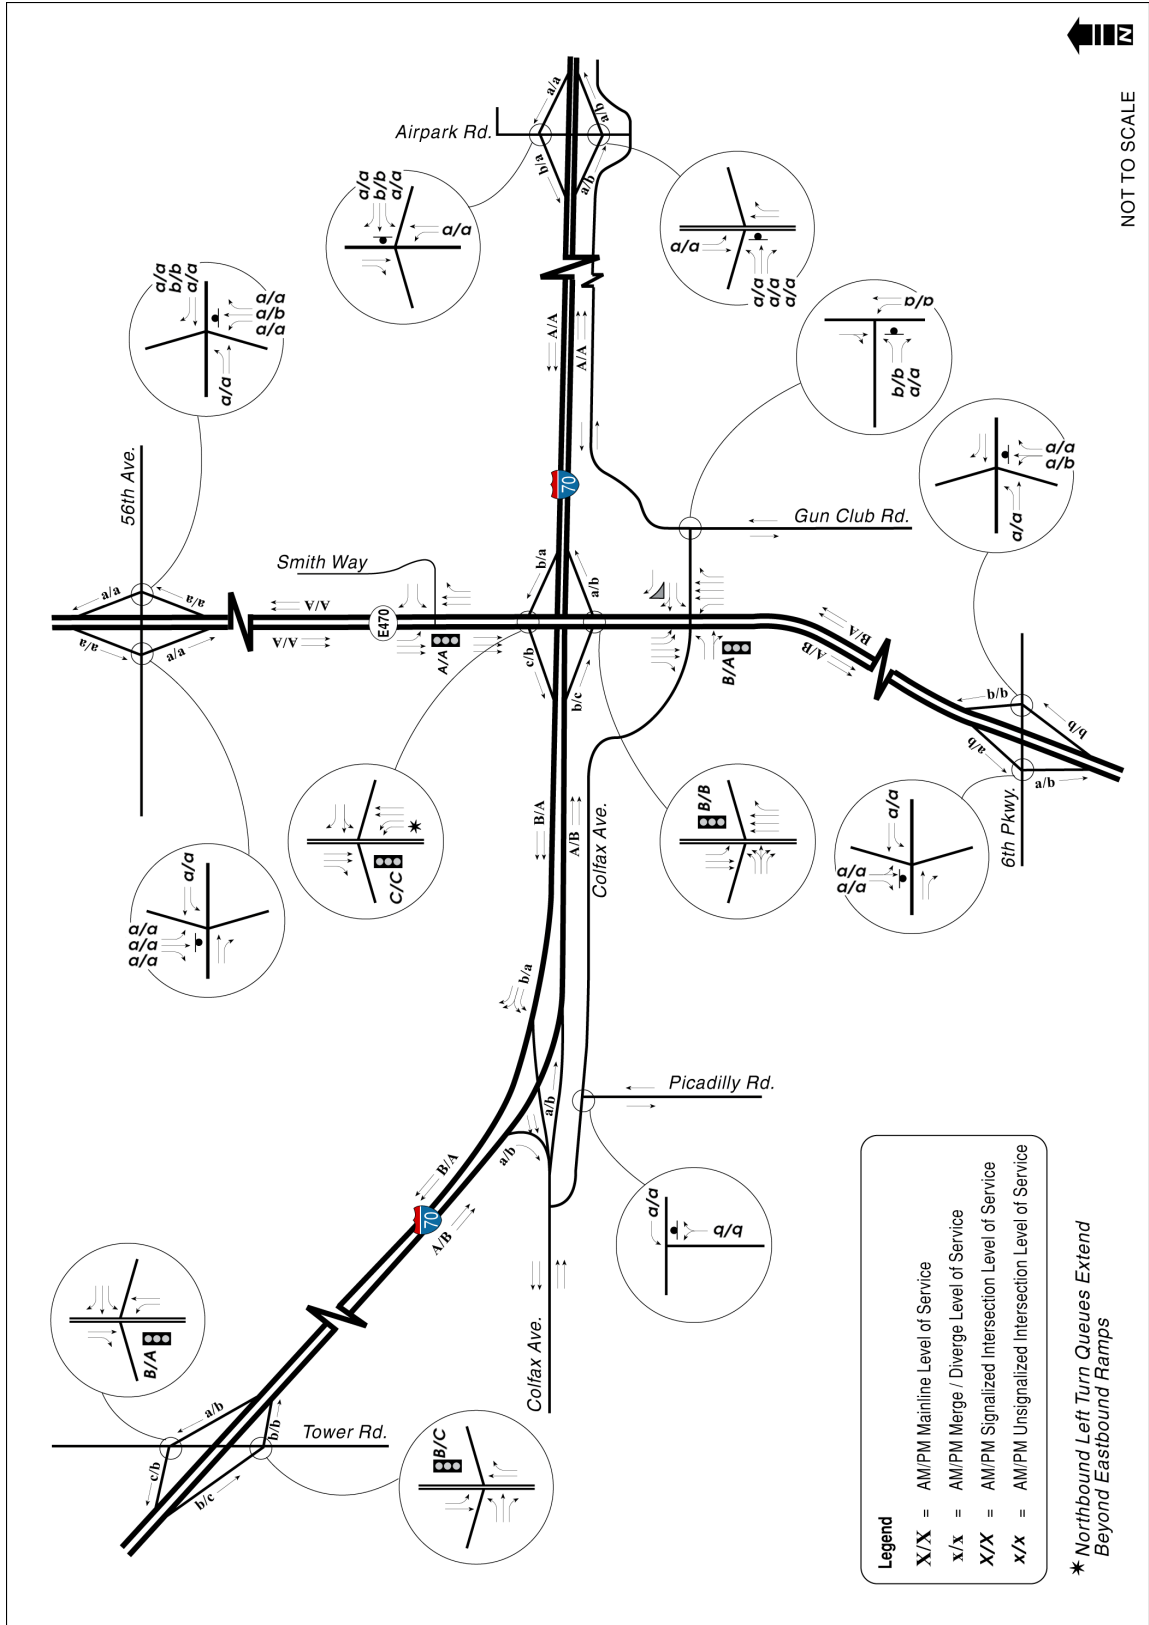 N
NOT TO SCALE
Airpark Rd.
a/a
b/a
a/b
a/b
a/a
b/b
a/a
a/a
a/a
a/a
a/a
a/a
56th Ave.
a/a
b/b
a/a
a/a
a/b
a/a
a/a
a/a
a/a
a/a
a/a
a/a
a/a
a/a
a/a
Smith Way
A/A
A/A
E470
A/A
A/A
A/A
70
b/a
a/b
c/b
b/c
Gun Club Rd.
a/a
b/b
a/a
B/A
A/B
B/A
a/a
a/b
a/a
b/b
b/b
a/b
a/b
6th Pkwy.
a/a
a/a
a/a
C/C
B/B
B/A
A/B
Colfax Ave.
b/a
a/b
a/b
Picadilly Rd.
a/a
b/b
B/A
A/B
70
Colfax Ave.
B/A
a/b
c/b
b/b
b/c
Tower Rd.
B/C
Legend
X/X = AM/PM Mainline Level of Service
x/x = AM/PM Merge / Diverge Level of Service
X/X = AM/PM Signalized Intersection Level of Service
x/x = AM/PM Unsignalized Intersection Level of Service
✶ Northbound Left Turn Queues Extend
Beyond Eastbound Ramps